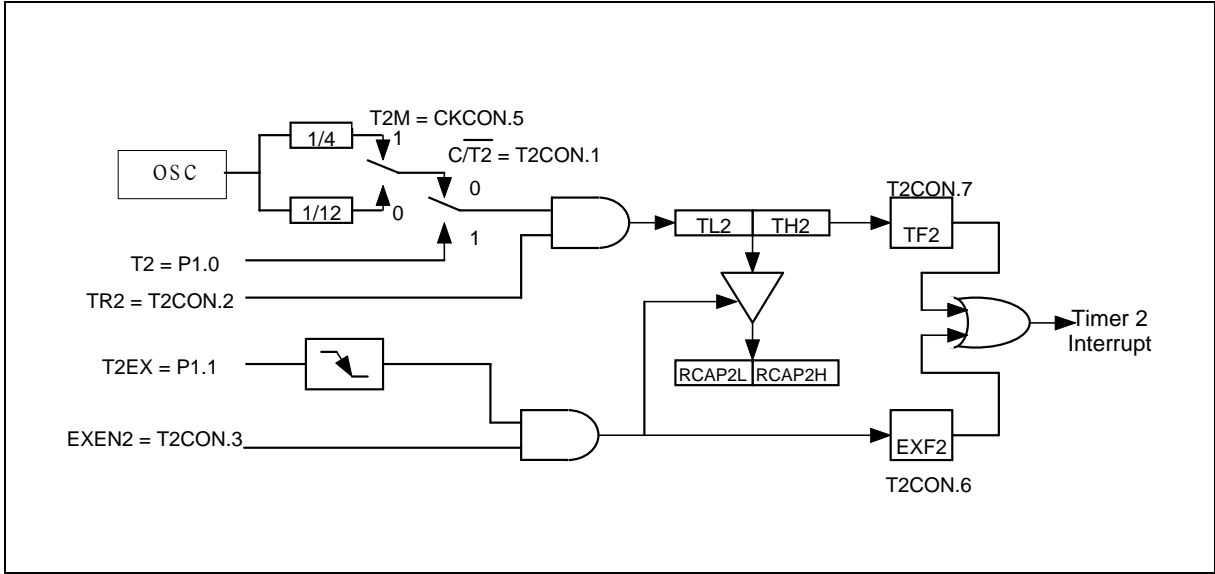 T2M = CKCON.5
1/4
1
C/T2 = T2CON.1
OSC
0
1/12
0
1
T2CON.7
TL2
TH2
TF2
T2 = P1.0
TR2 = T2CON.2
Timer 2
Interrupt
T2EX = P1.1
RCAP2L
RCAP2H
EXEN2 = T2CON.3
EXF2
T2CON.6